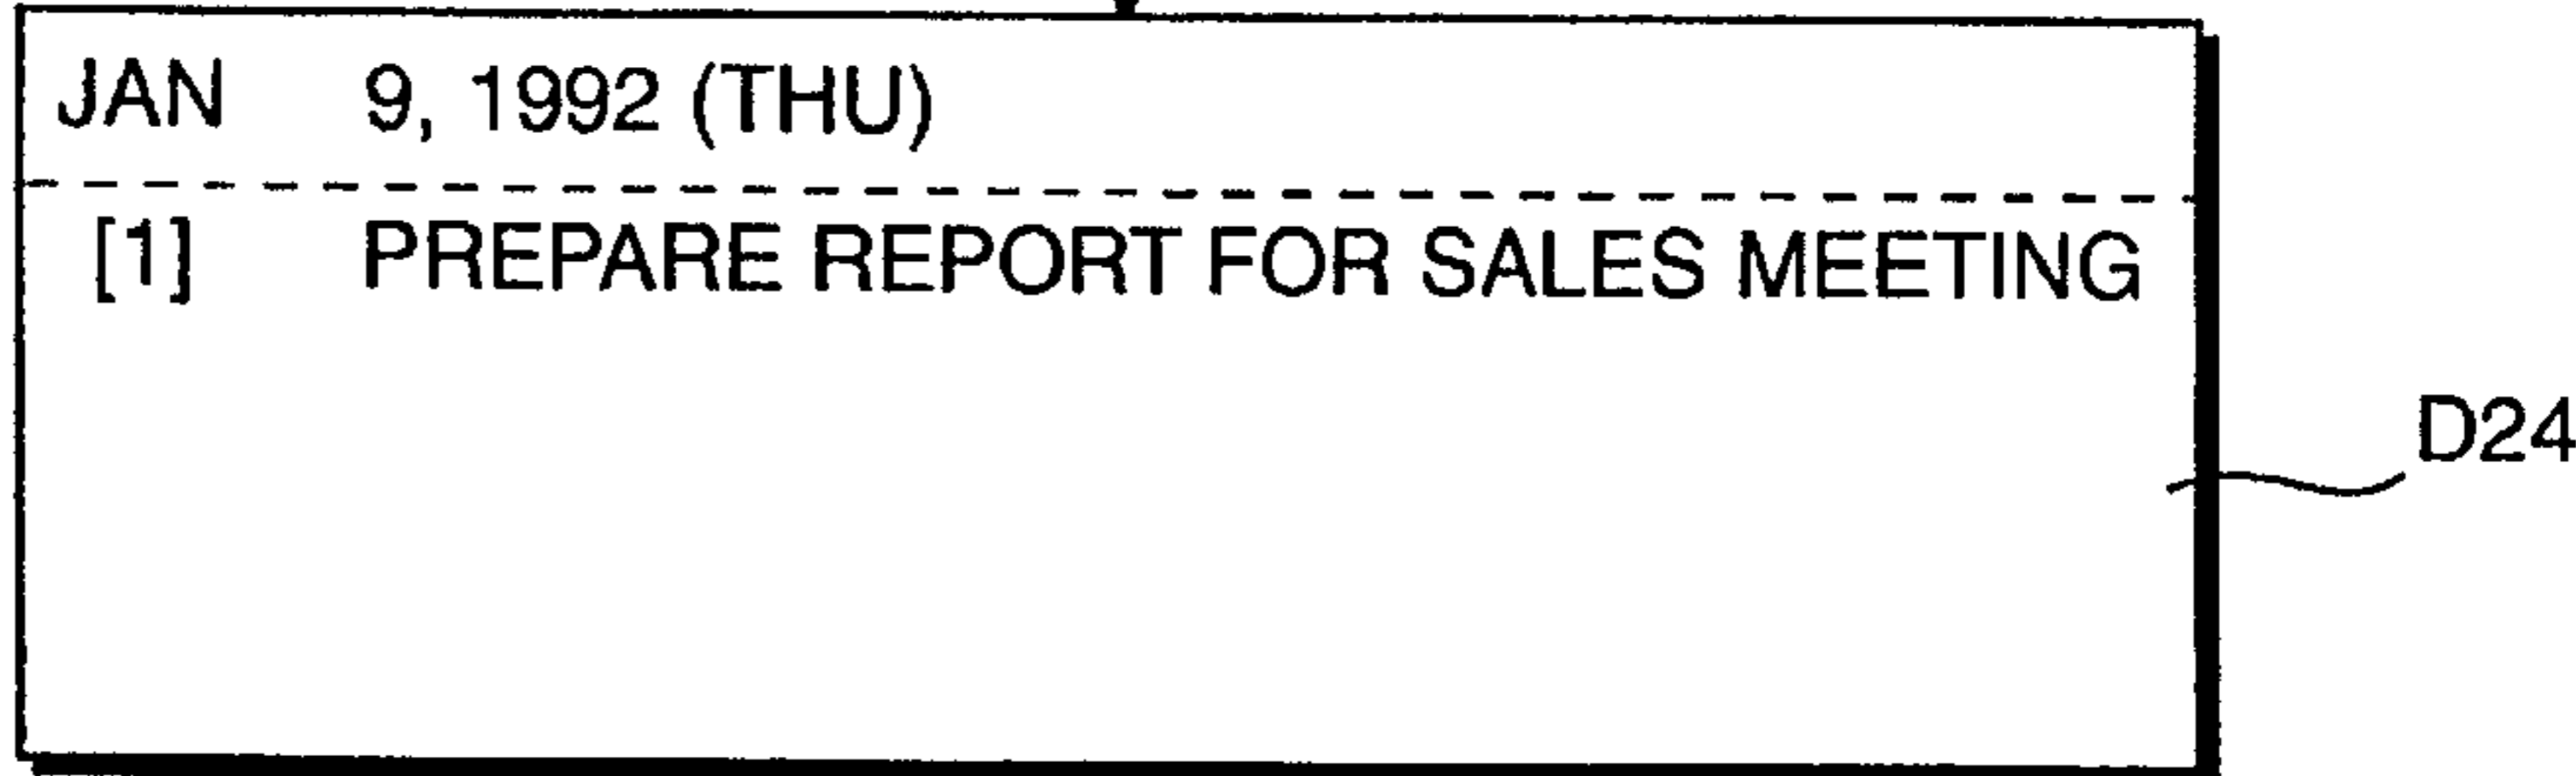 JAN 9, 1992 (THU)
[1] PREPARE REPORT FOR SALES MEETING
D24